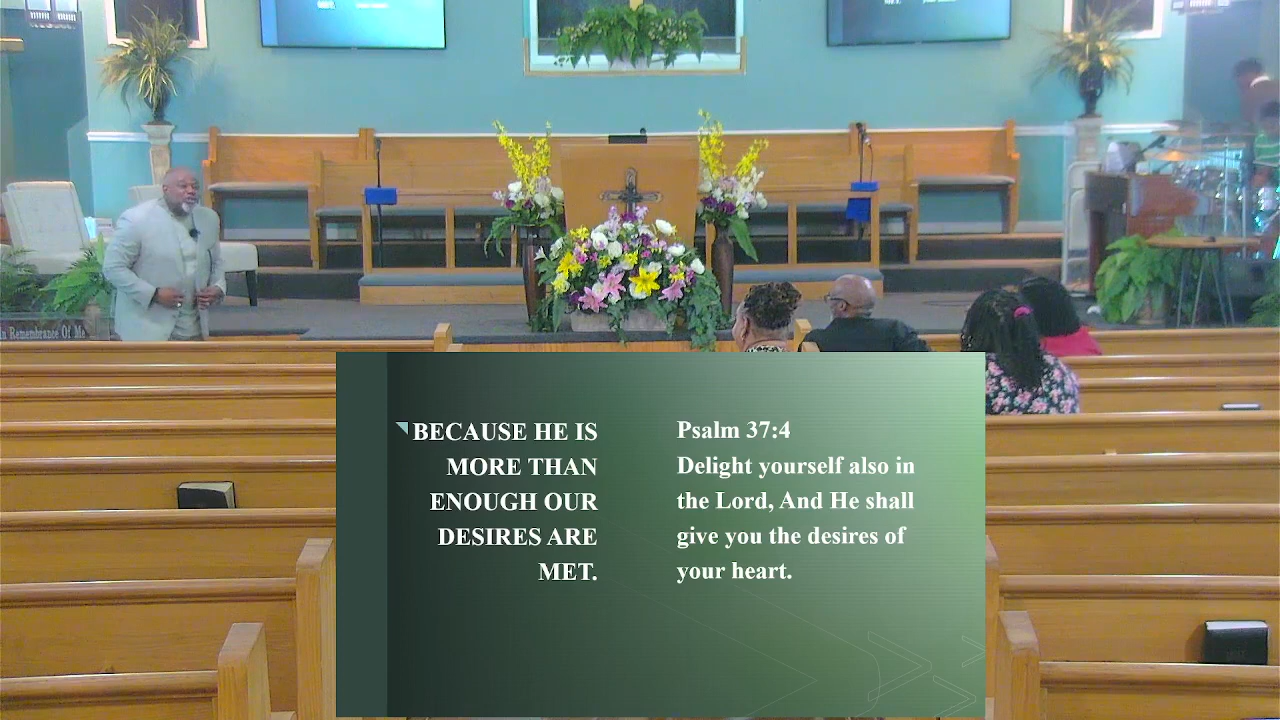 In Remembrance Of Me
BECAUSE HE IS
MORE THAN
ENOUGH OUR
DESIRES ARE
MET.
Psalm 37:4
Delight yourself also in
the Lord, And He shall
give you the desires of
your heart.